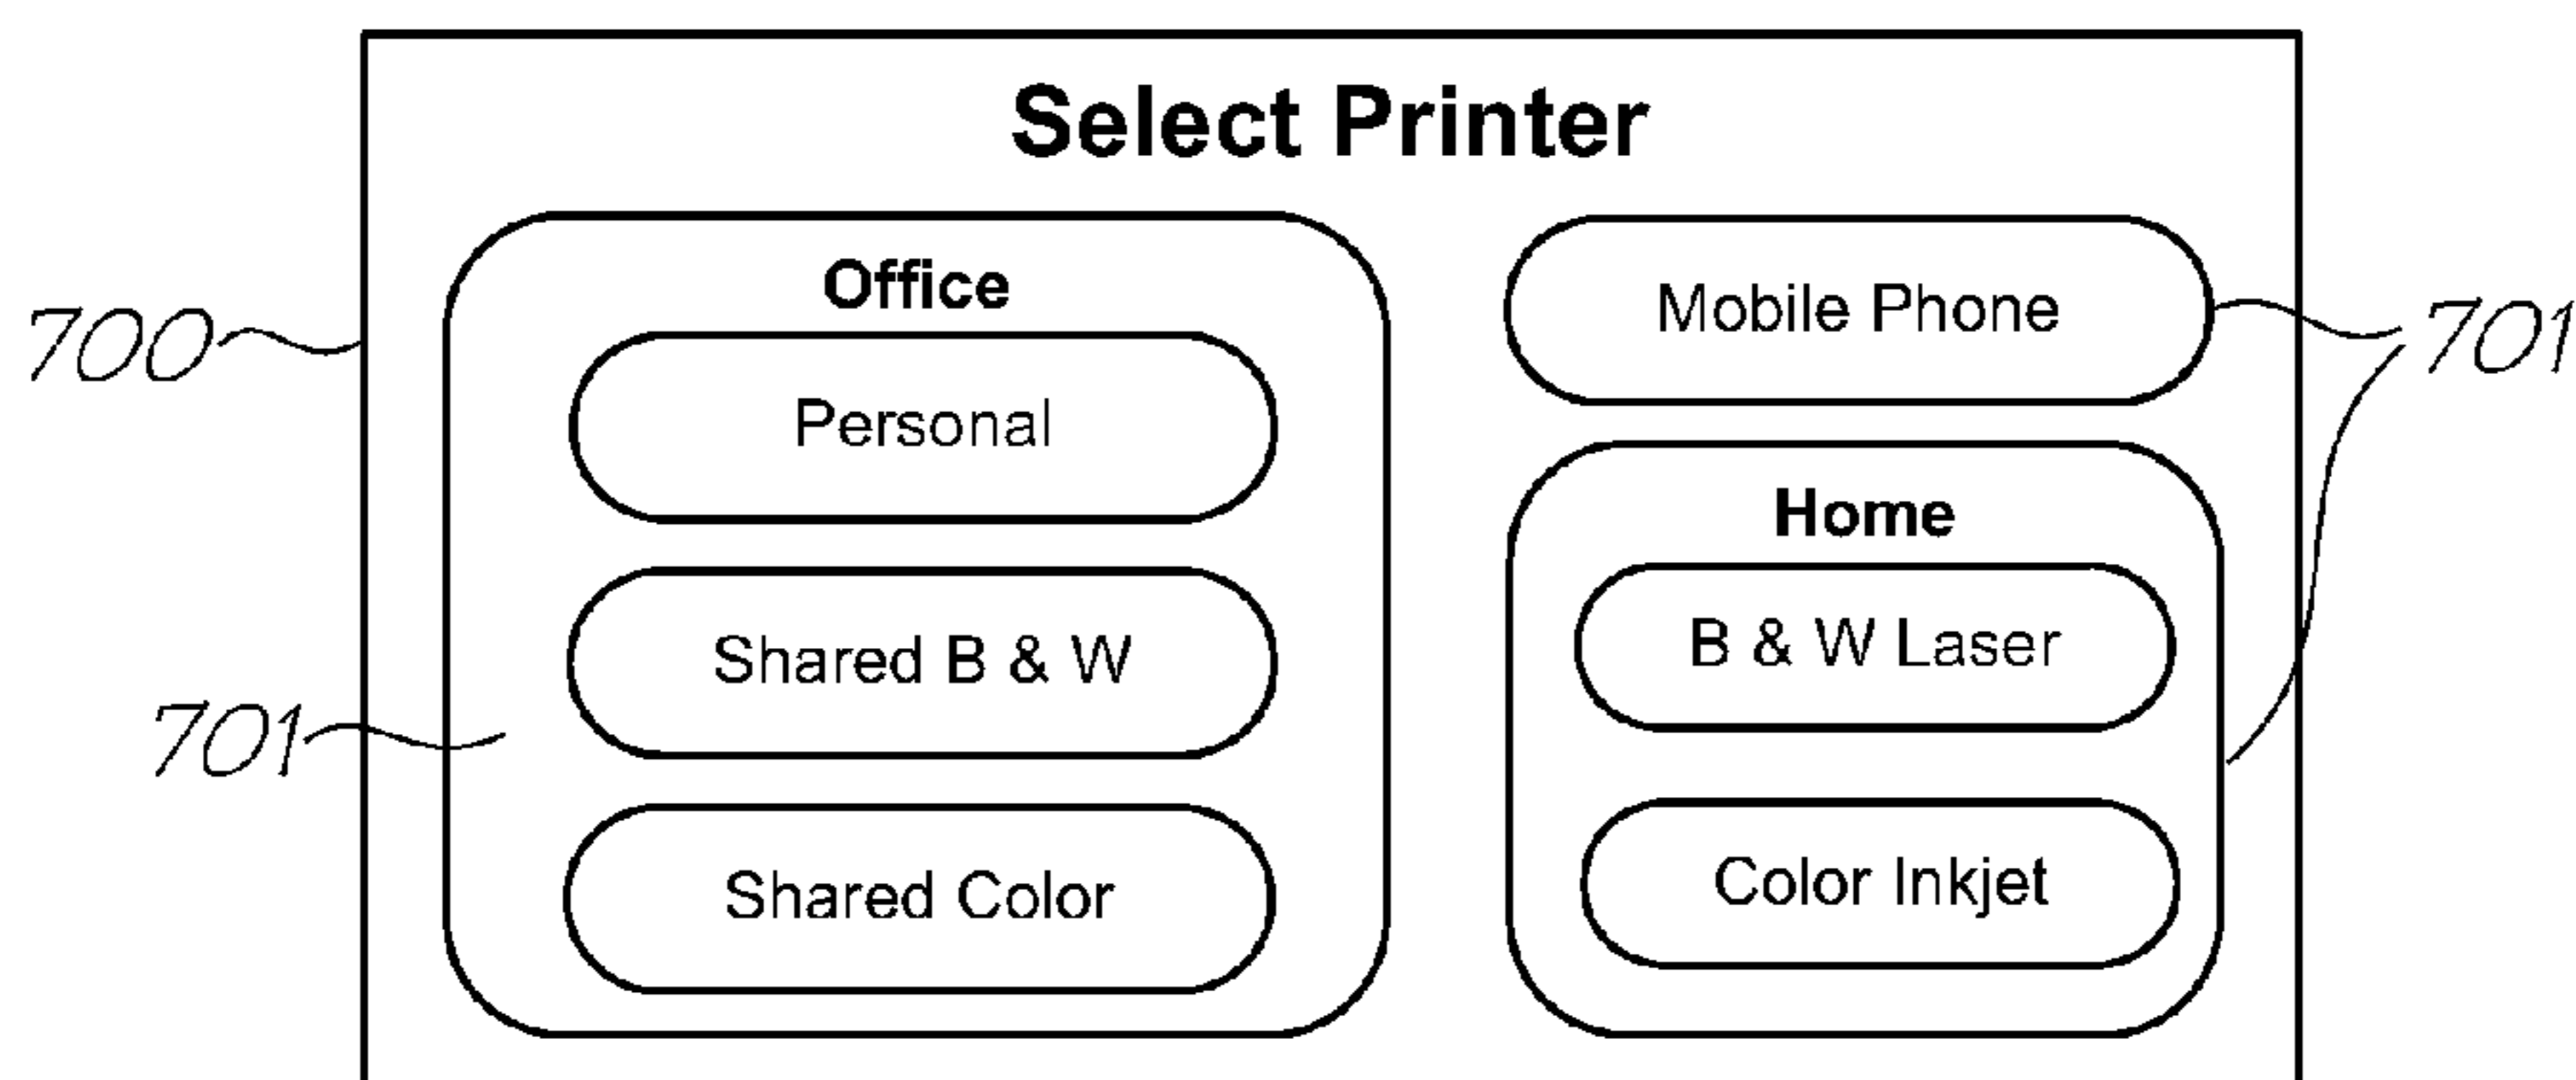 Select Printer
Office
Personal
Shared B & W
Shared Color
Mobile Phone
Home
B & W Laser
Color Inkjet
700
701
701